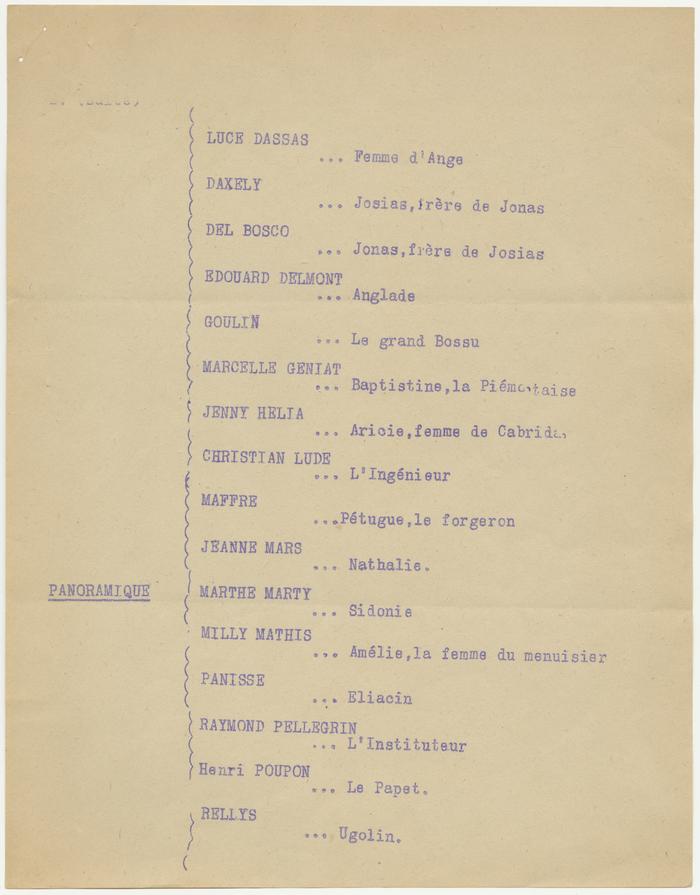 (Suite)
LUCE DASSAS
... Femme d'Ange
DAXELY
... Josias,frère de Jonas
DEL BOSCO
... Jonas,frère de Josias
EDOUARD DELMONT
... Anglade
GOULIN
... Le grand Bossu
MARCELLE GENIAT
... Baptistine,la Piémontaise
JENNY HELIA
... Aricie,femme de Cabridan
CHRISTIAN LUDE
... L'Ingénieur
MAFFRE
...Pétugue,le forgeron
JEANNE MARS
... Nathalie.
PANORAMIQUE
MARTHE MARTY
... Sidonie
MILLY MATHIS
... Amélie,la femme du menuisier
PANISSE
... Eliacin
RAYMOND PELLEGRIN
... L'Instituteur
Henri POUPON
... Le Papet.
RELLYS
... Ugolin.